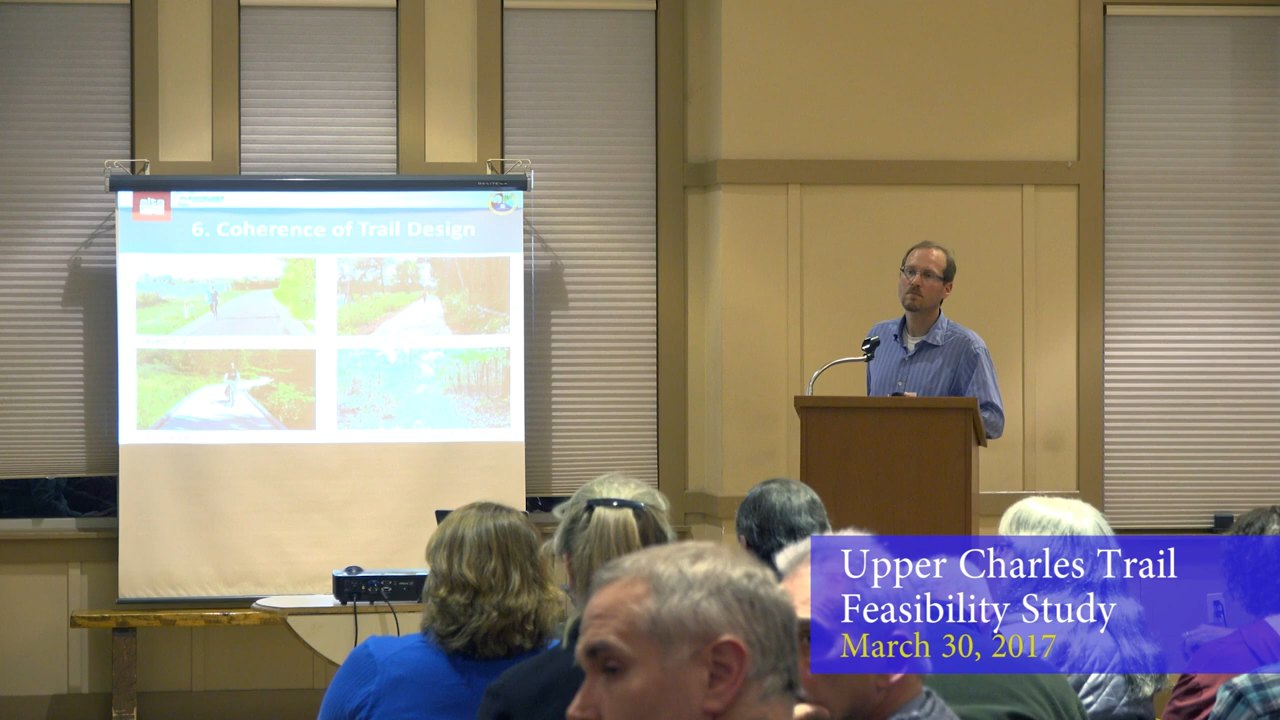 6. Coherence of Trail Design
Upper Charles Trail
Feasibility Study
March 30, 2017